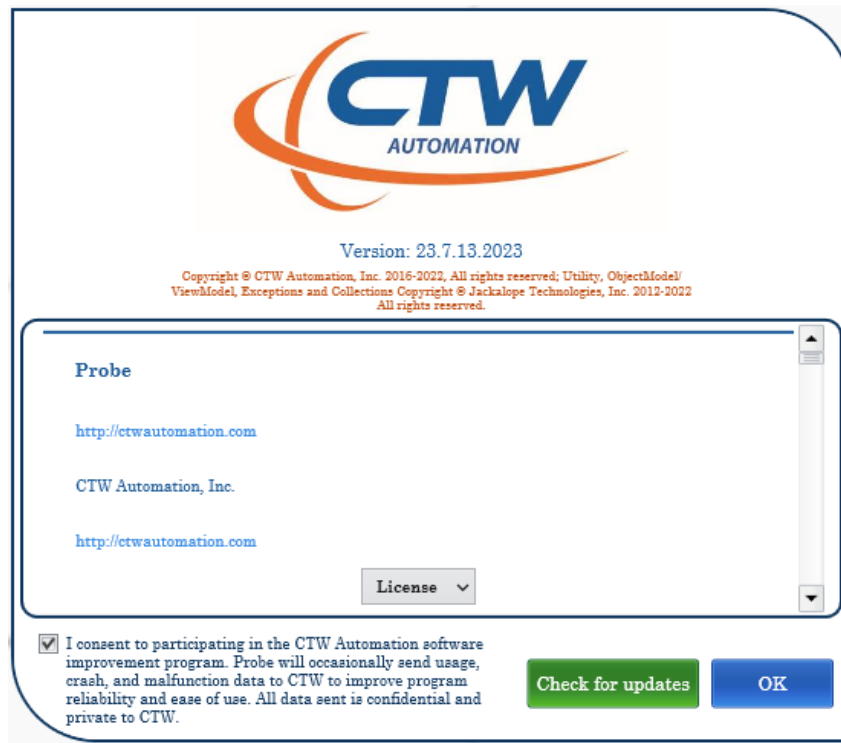 CTW
AUTOMATION
Version: 23.7.13.2023
Copyright © CTW Automation, Inc. 2016-2022, All rights reserved; Utility, ObjectModel/
ViewModel, Exceptions and Collections Copyright © Jackalope Technologies, Inc. 2012-2022
All rights reserved.
Probe
http://ctwautomation.com
CTW Automation, Inc.
http://ctwautomation.com
License
I consent to participating in the CTW Automation software
improvement program. Probe will occasionally send usage,
crash, and malfunction data to CTW to improve program
reliability and ease of use. All data sent is confidential and
private to CTW.
Check for updates
OK